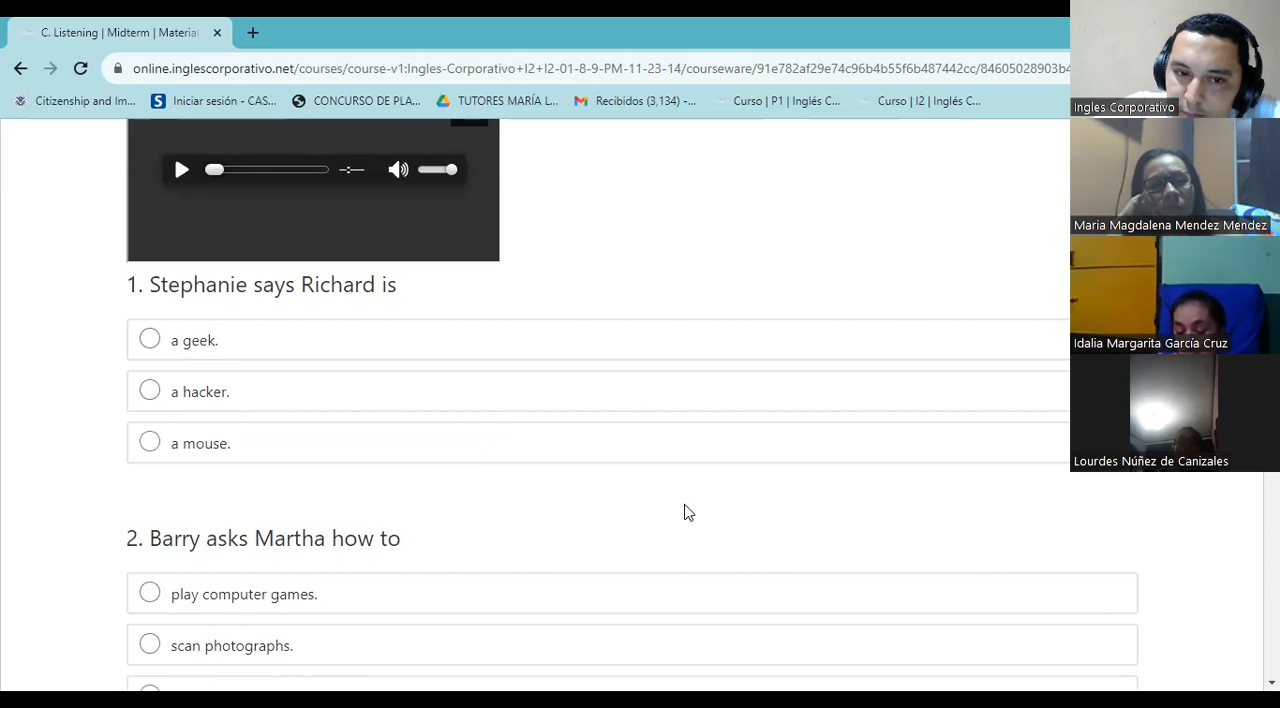 C. Listening | Midterm | Material
online.inglescorporativo.net/courses/course-v1:Ingles-Corporativo+I2+I2-01-8-9-PM-11-23-14/courseware/91e782af29e74c96b4b55f6b487442cc/84605028903b4
Citizenship and Im... Iniciar sesión - CAS... CONCURSO DE PLA... TUTORES MARÍA L... Recibidos (3,134) -... Curso | P1 | Inglés C... Curso | I2 | Inglés C...
Ingles Corporativo
Maria Magdalena Mendez Mendez
Idalia Margarita García Cruz
Lourdes Núñez de Canizales
1. Stephanie says Richard is
a geek.
a hacker.
a mouse.
2. Barry asks Martha how to
play computer games.
scan photographs.